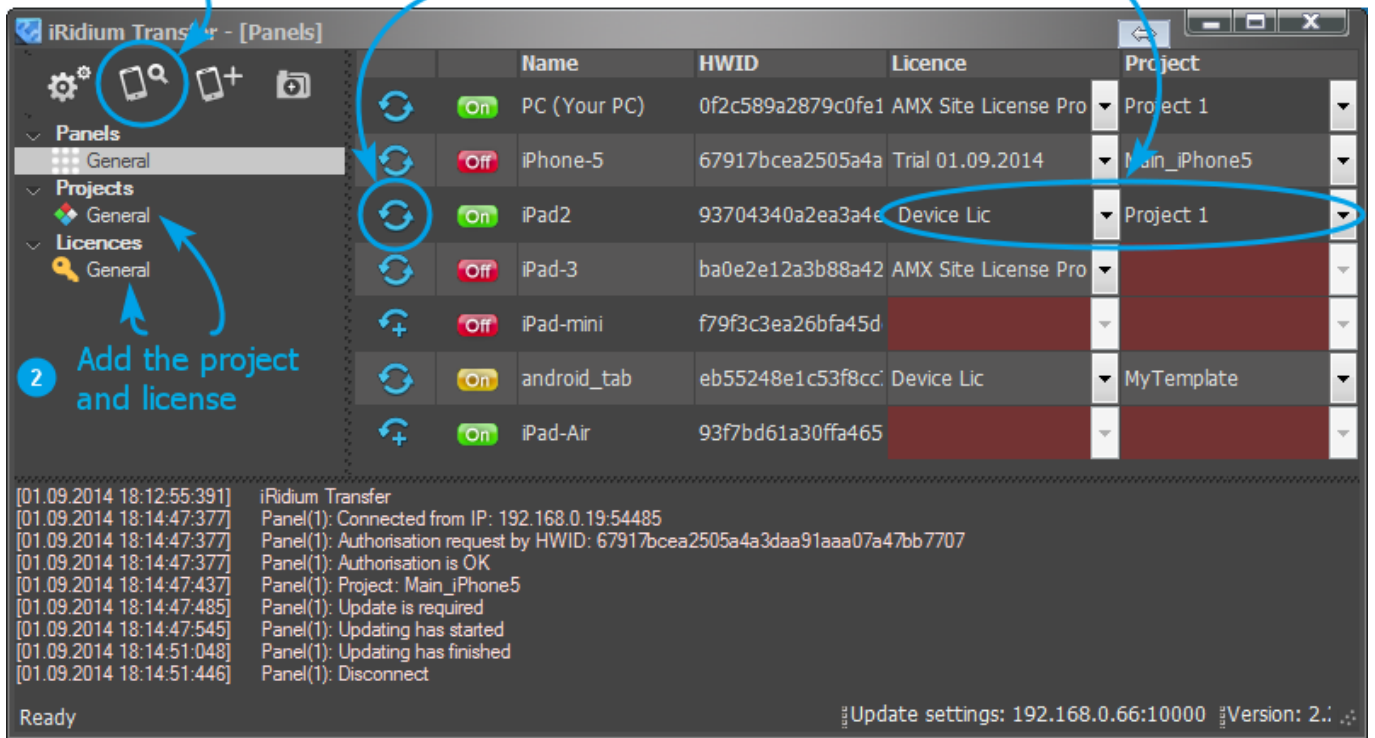 iRidium Transfer - [Panels]
Name HWID Licence Project
On PC (Your PC) 0f2c589a2879c0fe1 AMX Site License Pro Project 1
Panels
General
Off iPhone-5 67917bcea2505a4a Trial 01.09.2014 Main_iPhone5
Projects
General
On iPad2 93704340a2ea3a4e Device Lic Project 1
Licences
General
Off iPad-3 ba0e2e12a3b88a42 AMX Site License Pro
Off iPad-mini f79f3c3ea26bfa45d
2 Add the project
and license
On android_tab eb55248e1c53f8cc Device Lic MyTemplate
On iPad-Air 93f7bd61a30ffa465
[01.09.2014 18:12:55:391] iRidium Transfer
[01.09.2014 18:14:47:377] Panel(1): Connected from IP: 192.168.0.19:54485
[01.09.2014 18:14:47:377] Panel(1): Authorisation request by HWID: 67917bcea2505a4a3daa91aaa07a47bb7707
[01.09.2014 18:14:47:377] Panel(1): Authorisation is OK
[01.09.2014 18:14:47:437] Panel(1): Project: Main_iPhone5
[01.09.2014 18:14:47:485] Panel(1): Update is required
[01.09.2014 18:14:47:545] Panel(1): Updating has started
[01.09.2014 18:14:51:048] Panel(1): Updating has finished
[01.09.2014 18:14:51:446] Panel(1): Disconnect
Ready Update settings: 192.168.0.66:10000 Version: 2.